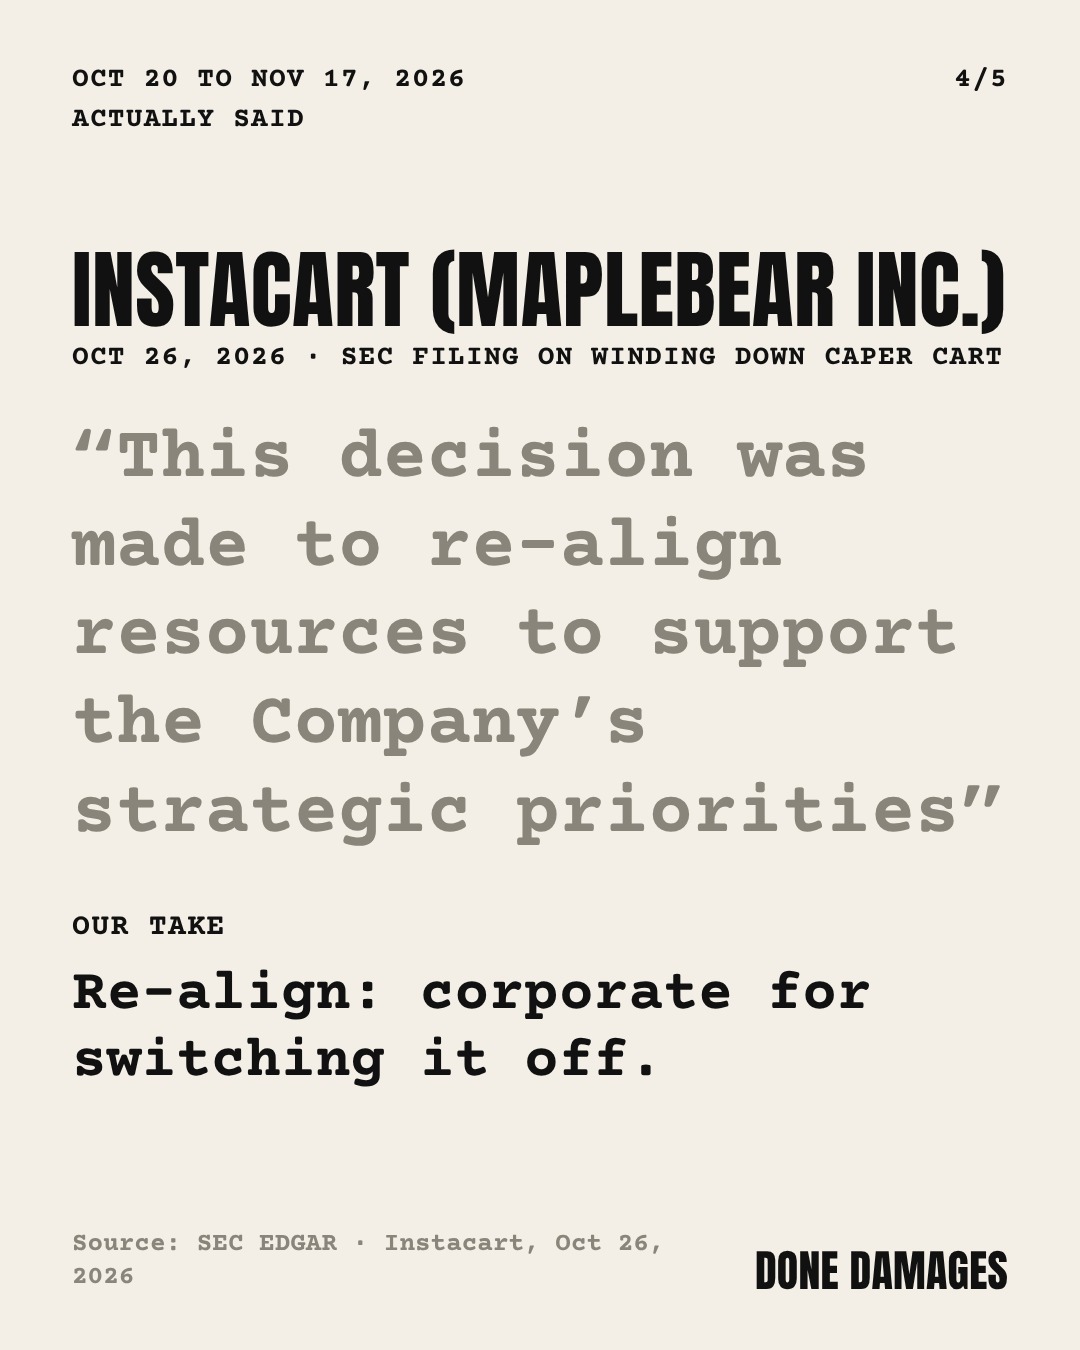 OCT 20 TO NOV 17, 2026
4/5
ACTUALLY SAID
INSTACART (MAPLEBEAR INC.)
OCT 26, 2026 · SEC FILING ON WINDING DOWN CAPER CART
“This decision was
made to re-align
resources to support
the Company’s
strategic priorities”
OUR TAKE
Re-align: corporate for
switching it off.
Source: SEC EDGAR · Instacart, Oct 26,
2026
DONE DAMAGES